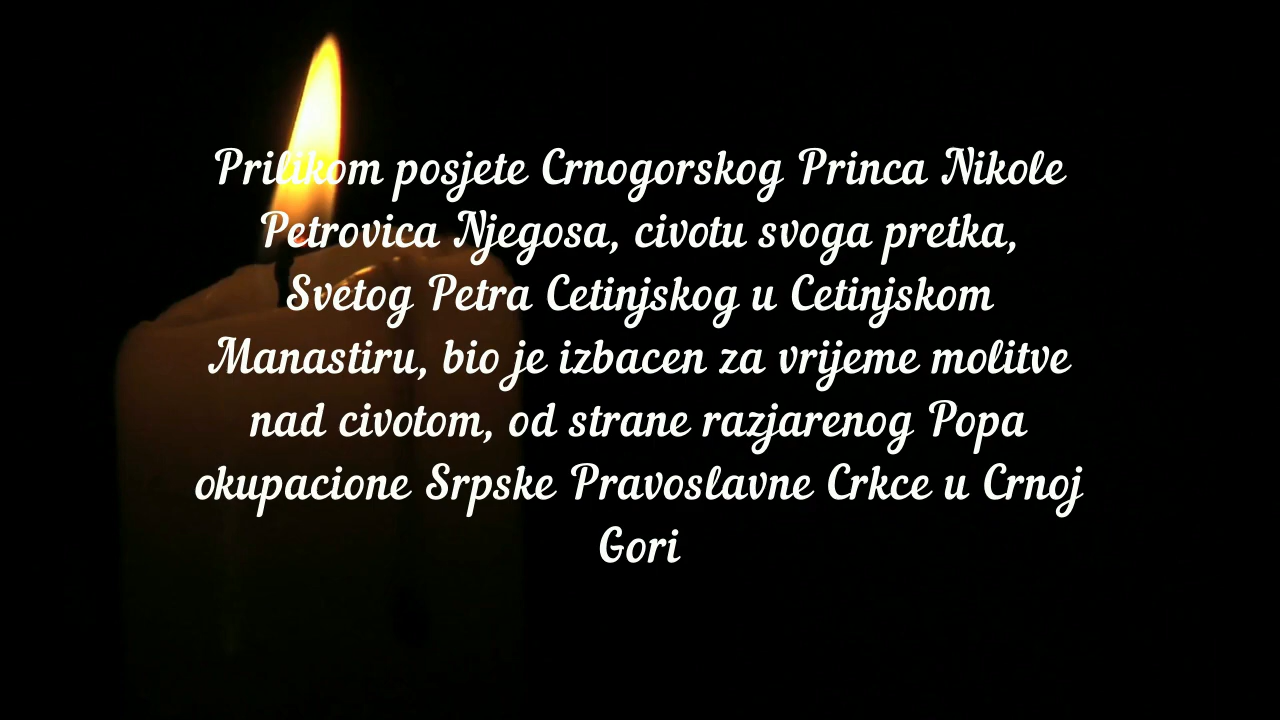 Prilikom posjete Crnogorskog Princa Nikole
Petrovica Njegosa, civotu svoga pretka,
Svetog Petra Cetinjskog u Cetinjskom
Manastiru, bio je izbacen za vrijeme molitve
nad civotom, od strane razjarenog Popa
okupacione Srpske Pravoslavne Crkce u Crnoj
Gori